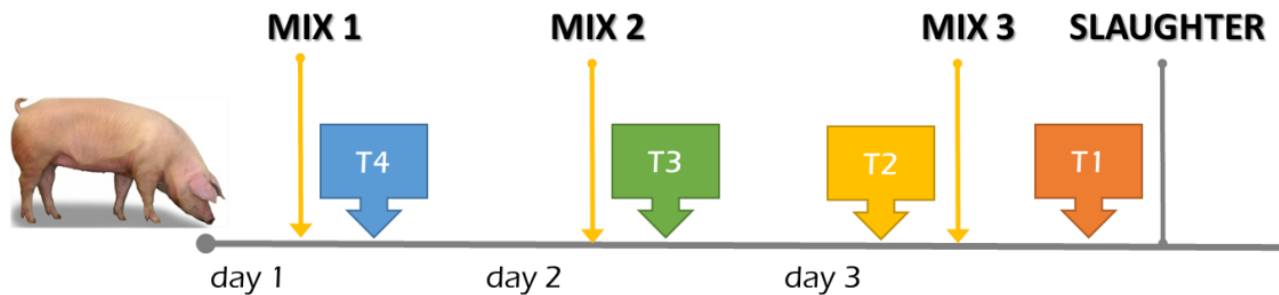 MIX 1 MIX 2 MIX 3 SLAUGHTER
T4 T3 T2 T1
day 1 day 2 day 3